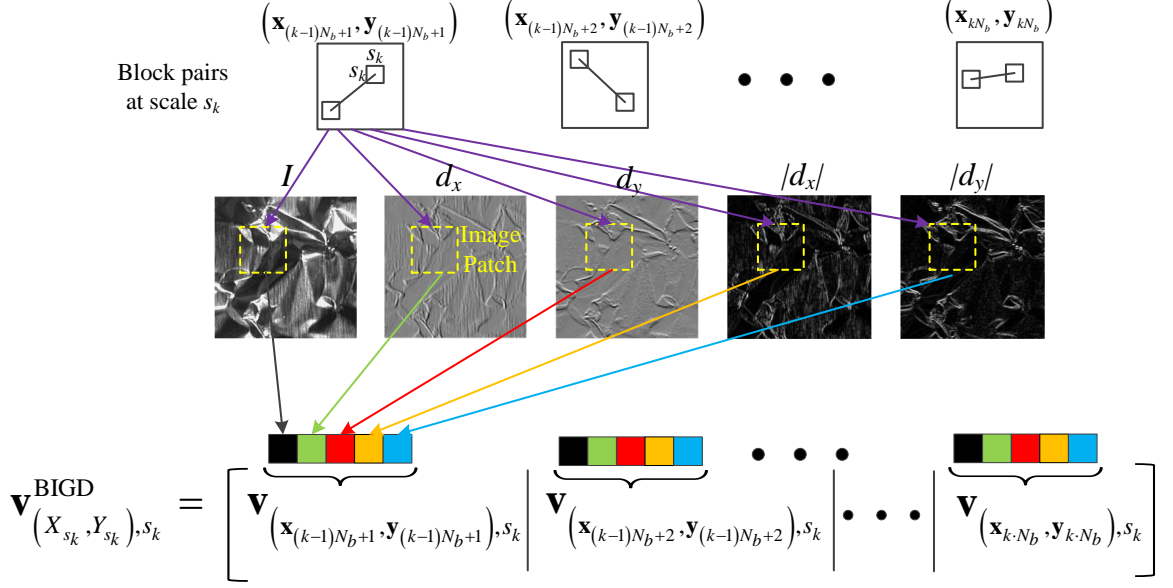 (x_{(k-1)N_b+1}, y_{(k-1)N_b+1}) (x_{(k-1)N_b+2}, y_{(k-1)N_b+2}) (x_{kN_b}, y_{kN_b})
s_k
s_k
Block pairs
at scale s_k
I d_x d_y |d_x| |d_y|
Image
Patch
v^{BIGD}_{(X_{s_k}, Y_{s_k}), s_k} = [ v_{(x_{(k-1)N_b+1}, y_{(k-1)N_b+1}), s_k} | v_{(x_{(k-1)N_b+2}, y_{(k-1)N_b+2}), s_k} | • • • | v_{(x_{k·N_b}, y_{k·N_b}), s_k} ]